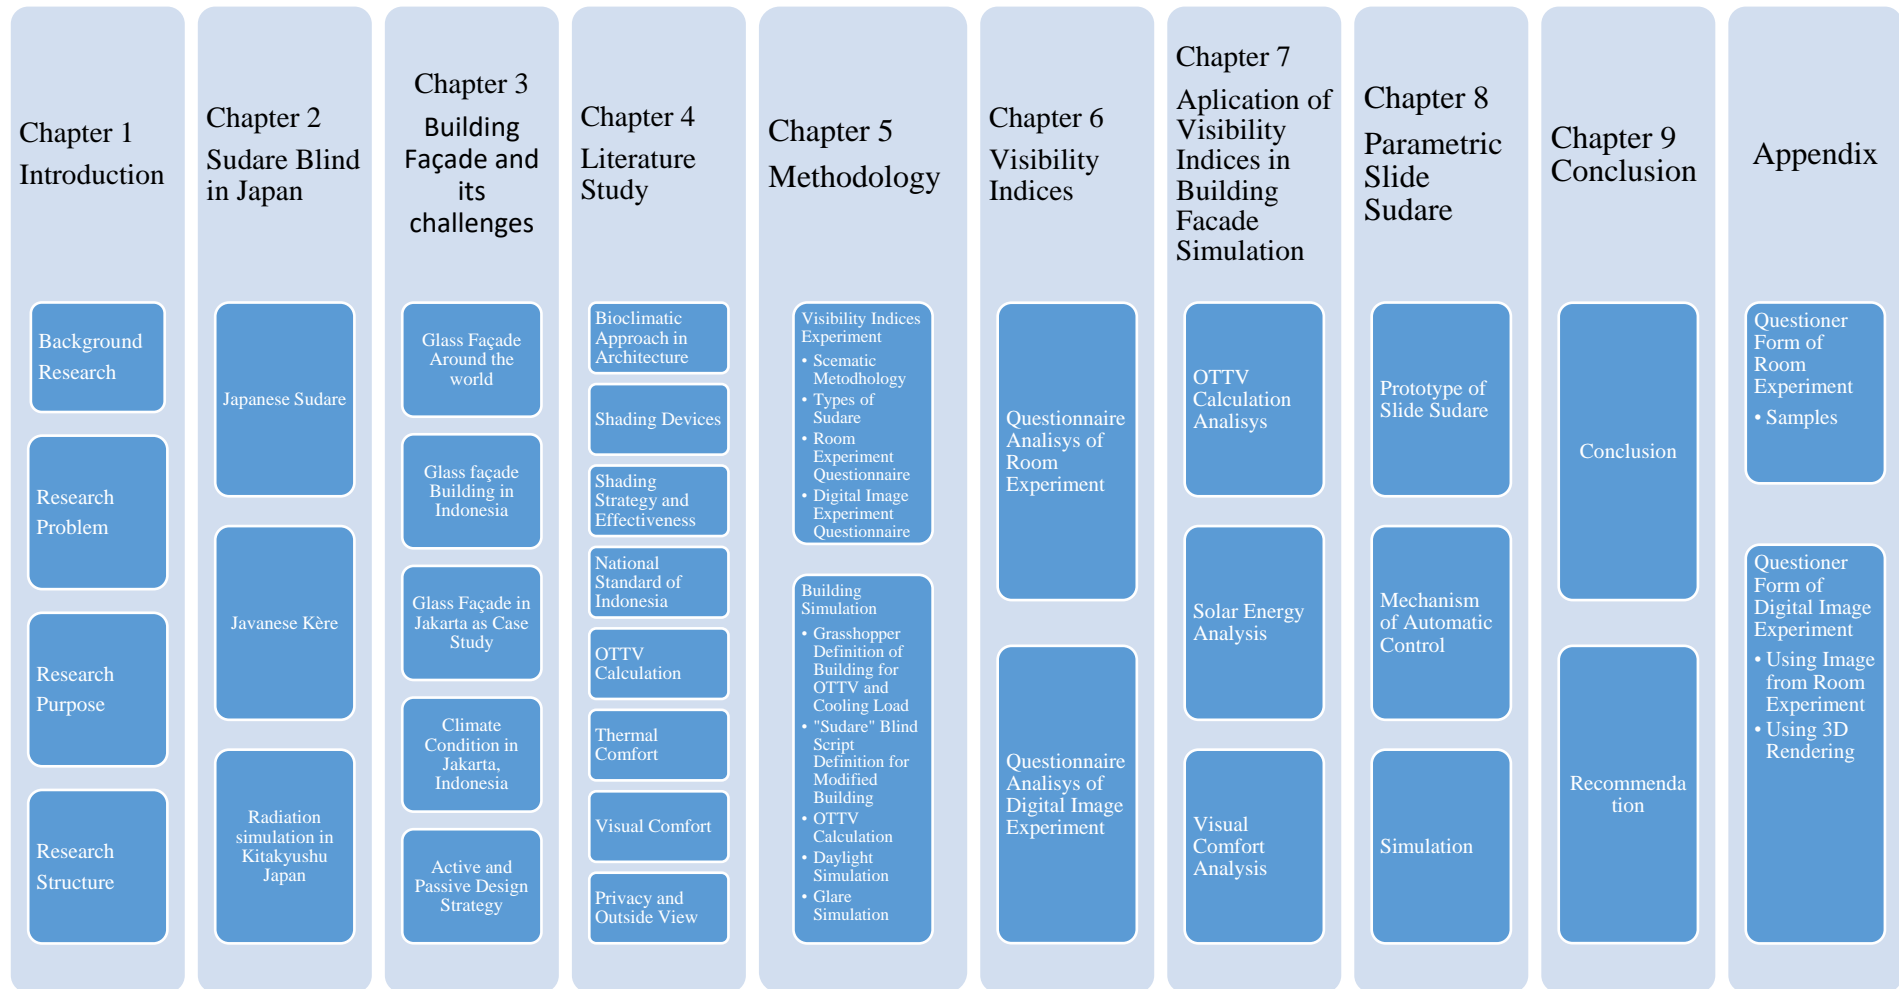 Chapter 1
Introduction
Background
Research
Research
Problem
Research
Purpose
Research
Structure
Chapter 2
Sudare Blind
in Japan
Japanese Sudare
Javanese Kère
Radiation
simulation in
Kitakyushu
Japan
Chapter 3
Building
Façade and
its
challenges
Glass Façade
Around the
world
Glass façade
Building in
Indonesia
Glass Façade in
Jakarta as Case
Study
Climate
Condition in
Jakarta,
Indonesia
Active and
Passive Design
Strategy
Chapter 4
Literature
Study
Bioclimatic
Approach in
Architecture
Shading Devices
Shading
Strategy and
Effectiveness
National
Standard of
Indonesia
OTTV
Calculation
Thermal
Comfort
Visual Comfort
Privacy and
Outside View
Chapter 5
Methodology
Visibility Indices
Experiment
• Scematic
Metodhology
• Types of
Sudare
• Room
Experiment
Questionnaire
• Digital Image
Experiment
Questionnaire
Building
Simulation
• Grasshopper
Definition of
Building for
OTTV and
Cooling Load
• "Sudare" Blind
Script
Definition for
Modified
Building
• OTTV
Calculation
• Daylight
Simulation
• Glare
Simulation
Chapter 6
Visibility
Indices
Questionnaire
Analisys of
Room
Experiment
Questionnaire
Analisys of
Digital Image
Experiment
Chapter 7
Aplication of
Visibility
Indices in
Building
Facade
Simulation
OTTV
Calculation
Analisys
Solar Energy
Analysis
Visual
Comfort
Analysis
Chapter 8
Parametric
Slide
Sudare
Prototype of
Slide Sudare
Mechanism
of Automatic
Control
Simulation
Chapter 9
Conclusion
Conclusion
Recommenda
tion
Appendix
Questioner
Form of
Room
Experiment
• Samples
Questioner
Form of
Digital Image
Experiment
• Using Image
from Room
Experiment
• Using 3D
Rendering